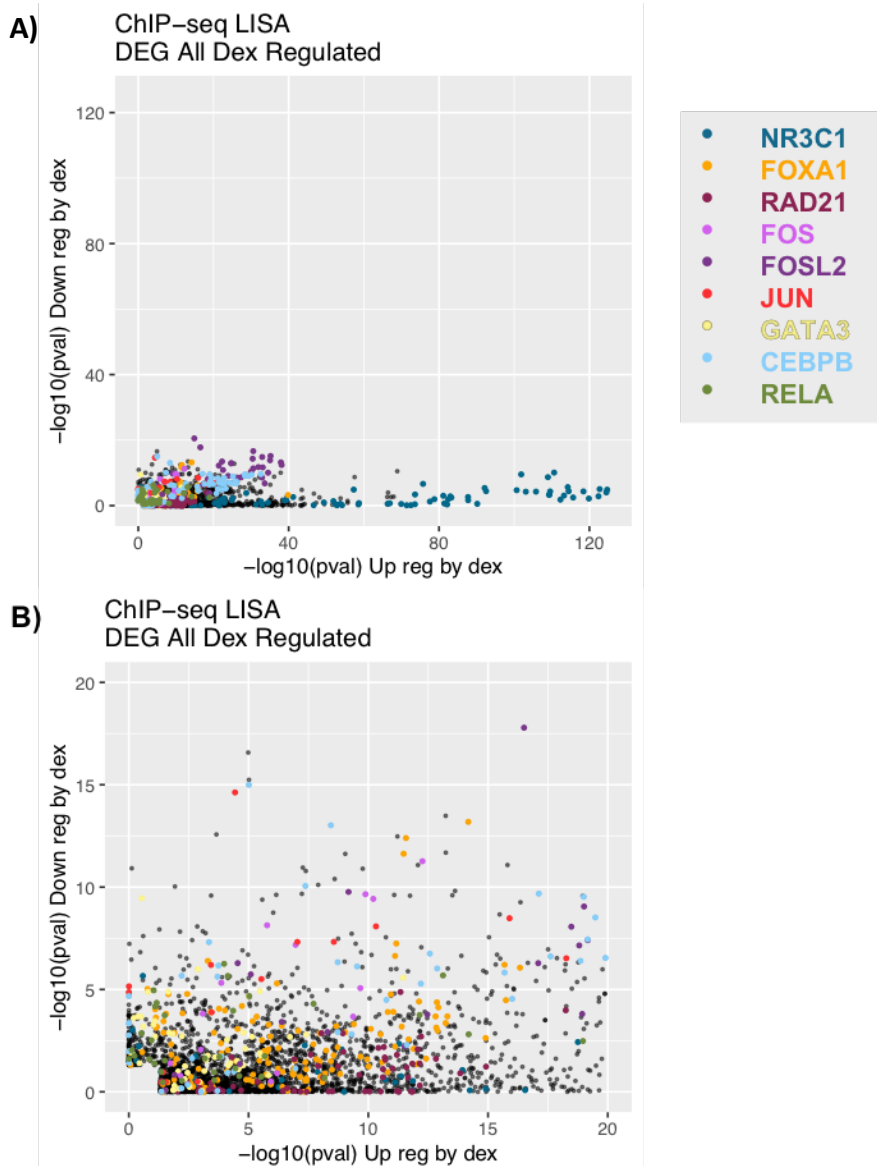 A)
ChIP−seq LISA
DEG All Dex Regulated
−log10(pval) Down reg by dex
120
80
40
0
0 40 80 120
−log10(pval) Up reg by dex
NR3C1
FOXA1
RAD21
FOS
FOSL2
JUN
GATA3
CEBPB
RELA
B)
ChIP−seq LISA
DEG All Dex Regulated
−log10(pval) Down reg by dex
20
15
10
5
0
0 5 10 15 20
−log10(pval) Up reg by dex